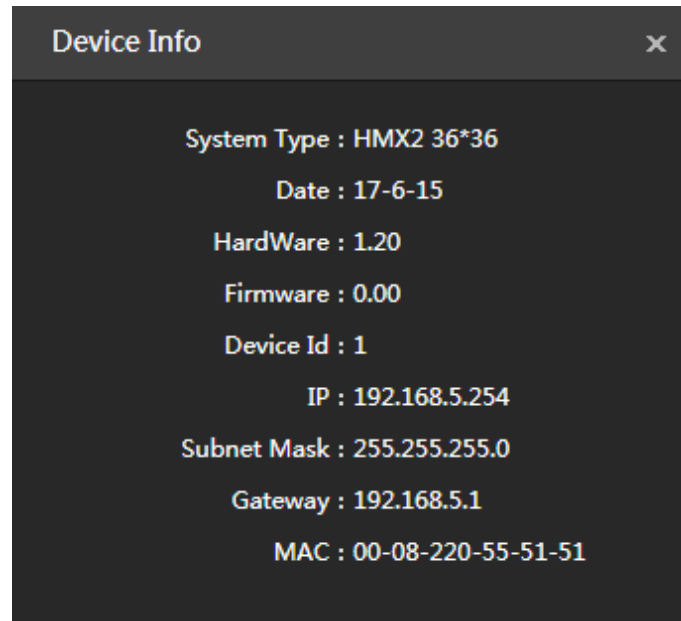 Device Info ×
System Type : HMX2 36*36
Date : 17-6-15
HardWare : 1.20
Firmware : 0.00
Device Id : 1
IP : 192.168.5.254
Subnet Mask : 255.255.255.0
Gateway : 192.168.5.1
MAC : 00-08-220-55-51-51